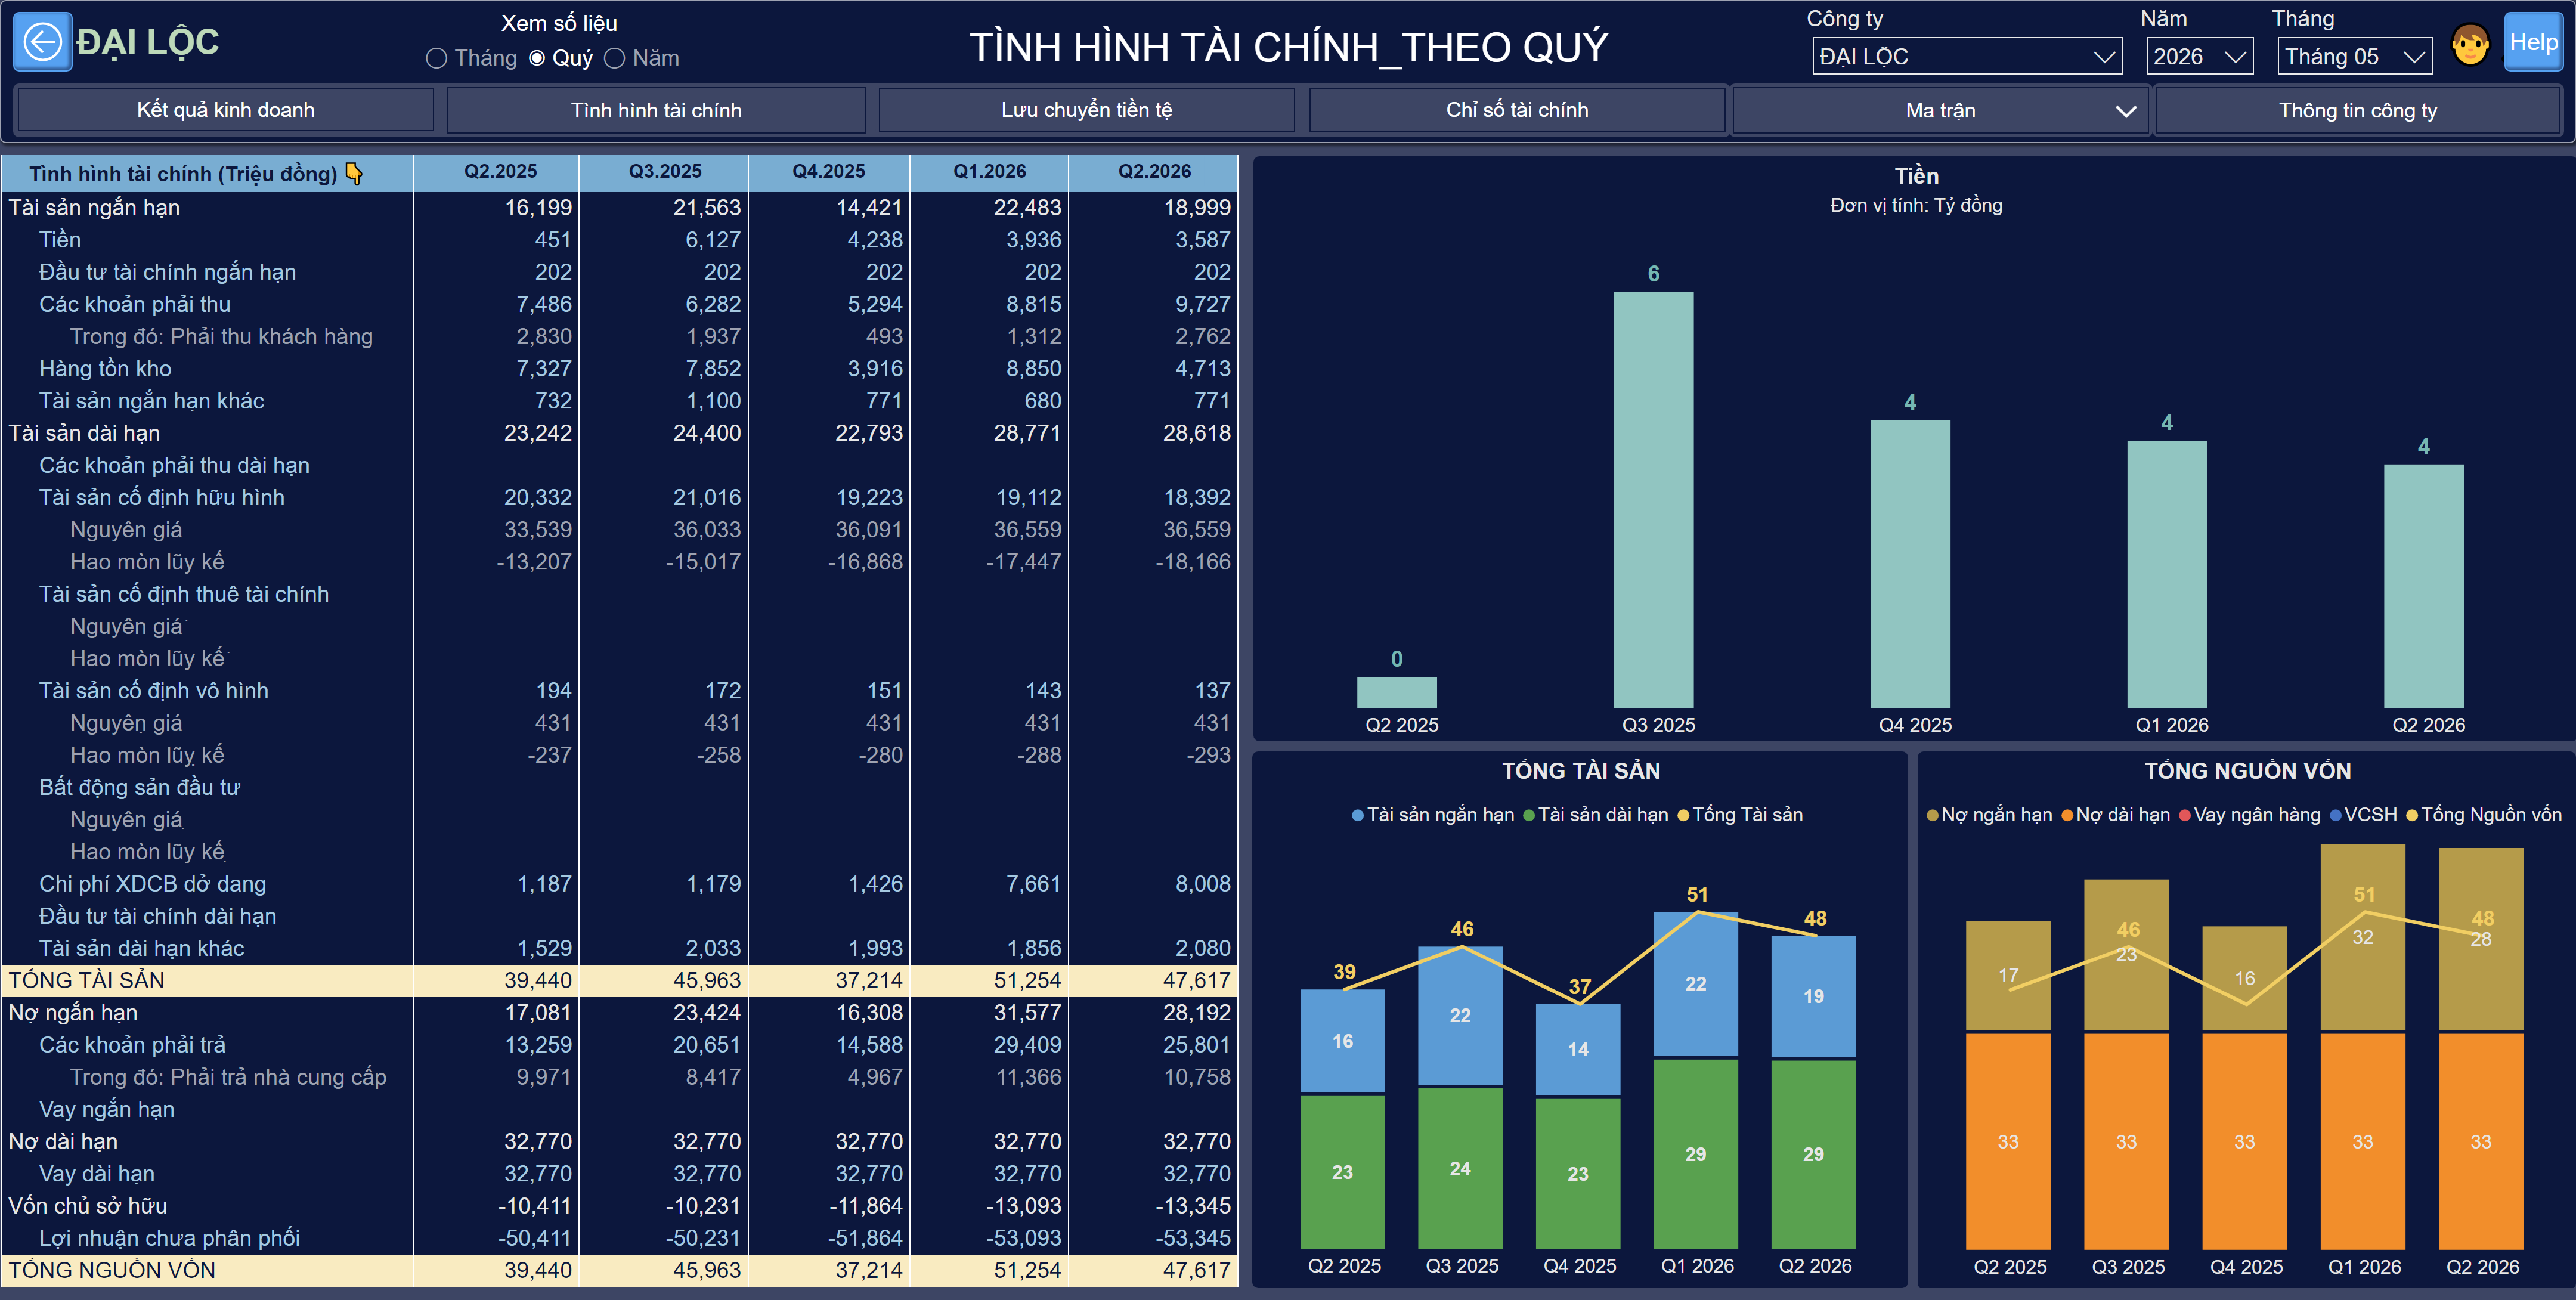 ĐẠI LỘC
Xem số liệu
Tháng Quý Năm
TÌNH HÌNH TÀI CHÍNH_THEO QUÝ
Công ty Năm Tháng
ĐẠI LỘC 2026 Tháng 05 Help
Kết quả kinh doanh Tình hình tài chính Lưu chuyển tiền tệ Chỉ số tài chính Ma trận Thông tin công ty
Tình hình tài chính (Triệu đồng) Q2.2025 Q3.2025 Q4.2025 Q1.2026 Q2.2026
Tài sản ngắn hạn 16,199 21,563 14,421 22,483 18,999
Tiền 451 6,127 4,238 3,936 3,587
Đầu tư tài chính ngắn hạn 202 202 202 202 202
Các khoản phải thu 7,486 6,282 5,294 8,815 9,727
Trong đó: Phải thu khách hàng 2,830 1,937 493 1,312 2,762
Hàng tồn kho 7,327 7,852 3,916 8,850 4,713
Tài sản ngắn hạn khác 732 1,100 771 680 771
Tài sản dài hạn 23,242 24,400 22,793 28,771 28,618
Các khoản phải thu dài hạn
Tài sản cố định hữu hình 20,332 21,016 19,223 19,112 18,392
Nguyên giá 33,539 36,033 36,091 36,559 36,559
Hao mòn lũy kế -13,207 -15,017 -16,868 -17,447 -18,166
Tài sản cố định thuê tài chính
Nguyên giá
Hao mòn lũy kế
Tài sản cố định vô hình 194 172 151 143 137
Nguyên giá 431 431 431 431 431
Hao mòn lũy kế -237 -258 -280 -288 -293
Bất động sản đầu tư
Nguyên giá
Hao mòn lũy kế
Chi phí XDCB dở dang 1,187 1,179 1,426 7,661 8,008
Đầu tư tài chính dài hạn
Tài sản dài hạn khác 1,529 2,033 1,993 1,856 2,080
TỔNG TÀI SẢN 39,440 45,963 37,214 51,254 47,617
Nợ ngắn hạn 17,081 23,424 16,308 31,577 28,192
Các khoản phải trả 13,259 20,651 14,588 29,409 25,801
Trong đó: Phải trả nhà cung cấp 9,971 8,417 4,967 11,366 10,758
Vay ngắn hạn
Nợ dài hạn 32,770 32,770 32,770 32,770 32,770
Vay dài hạn 32,770 32,770 32,770 32,770 32,770
Vốn chủ sở hữu -10,411 -10,231 -11,864 -13,093 -13,345
Lợi nhuận chưa phân phối -50,411 -50,231 -51,864 -53,093 -53,345
TỔNG NGUỒN VỐN 39,440 45,963 37,214 51,254 47,617
Tiền
Đơn vị tính: Tỷ đồng
0 6 4 4 4
Q2 2025 Q3 2025 Q4 2025 Q1 2026 Q2 2026
TỔNG TÀI SẢN
Tài sản ngắn hạn Tài sản dài hạn Tổng Tài sản
39 46 37 51 48
16 22 14 22 19
23 24 23 29 29
Q2 2025 Q3 2025 Q4 2025 Q1 2026 Q2 2026
TỔNG NGUỒN VỐN
Nợ ngắn hạn Nợ dài hạn Vay ngân hàng VCSH Tổng Nguồn vốn
46 51 48
17 23 16 32 28
33 33 33 33 33
Q2 2025 Q3 2025 Q4 2025 Q1 2026 Q2 2026